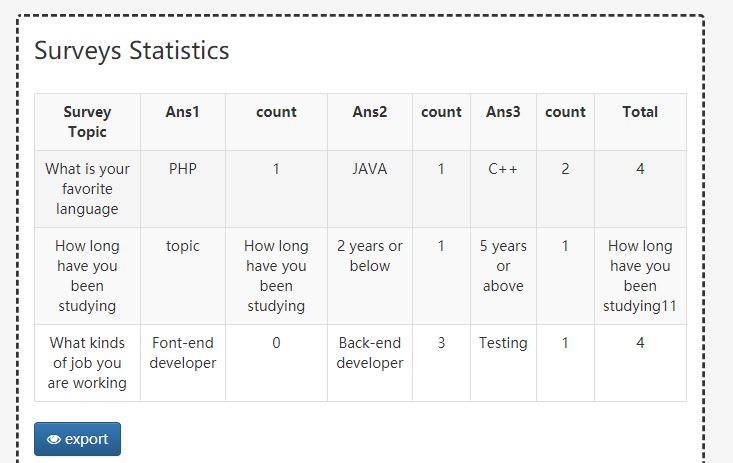 Surveys Statistics
Survey Topic Ans1 count Ans2 count Ans3 count Total
What is your favorite language PHP 1 JAVA 1 C++ 2 4
How long have you been studying topic How long have you been studying 2 years or below 1 5 years or above 1 How long have you been studying11
What kinds of job you are working Font-end developer 0 Back-end developer 3 Testing 1 4
export